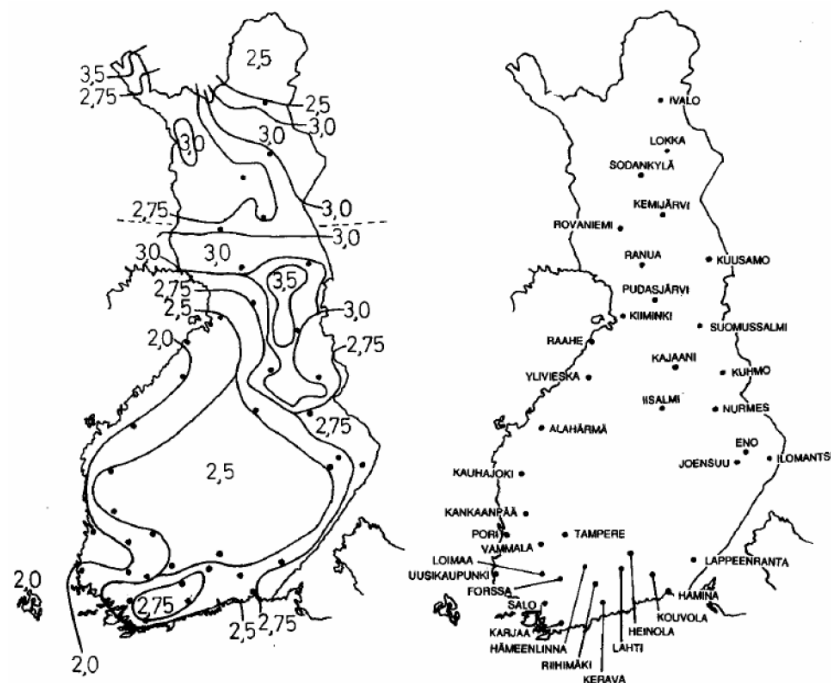 2,5
3,5
2,75
2,5
3,0
3,0
3,0
2,75
3,0
3,0
3,0
3,0
3,5
2,75
2,5
3,0
2,0
2,75
2,75
2,5
2,0
2,75
2,5
2,75
2,0
IVALO
LOKKA
SODANKYLÄ
KEMIJÄRVI
ROVANIEMI
RANUA
KUUSAMO
PUDASJÄRVI
KIIMINKI
SUOMUSSALMI
RAAHE
KAJAANI
YLIVIESKA
KUHMO
IISALMI
NURMES
ALAHÄRMÄ
ENO
JOENSUU
ILOMANTSI
KAUHAJOKI
KANKAANPÄÄ
PORI
TAMPERE
VAMMALA
LOIMAA
LAPPEENRANTA
UUSIKAUPUNKI
FORSSA
HAMINA
SALO
KOUVOLA
KARJAA
HEINOLA
HÄMEENLINNA
LAHTI
RIIHIMÄKI
KERAVA